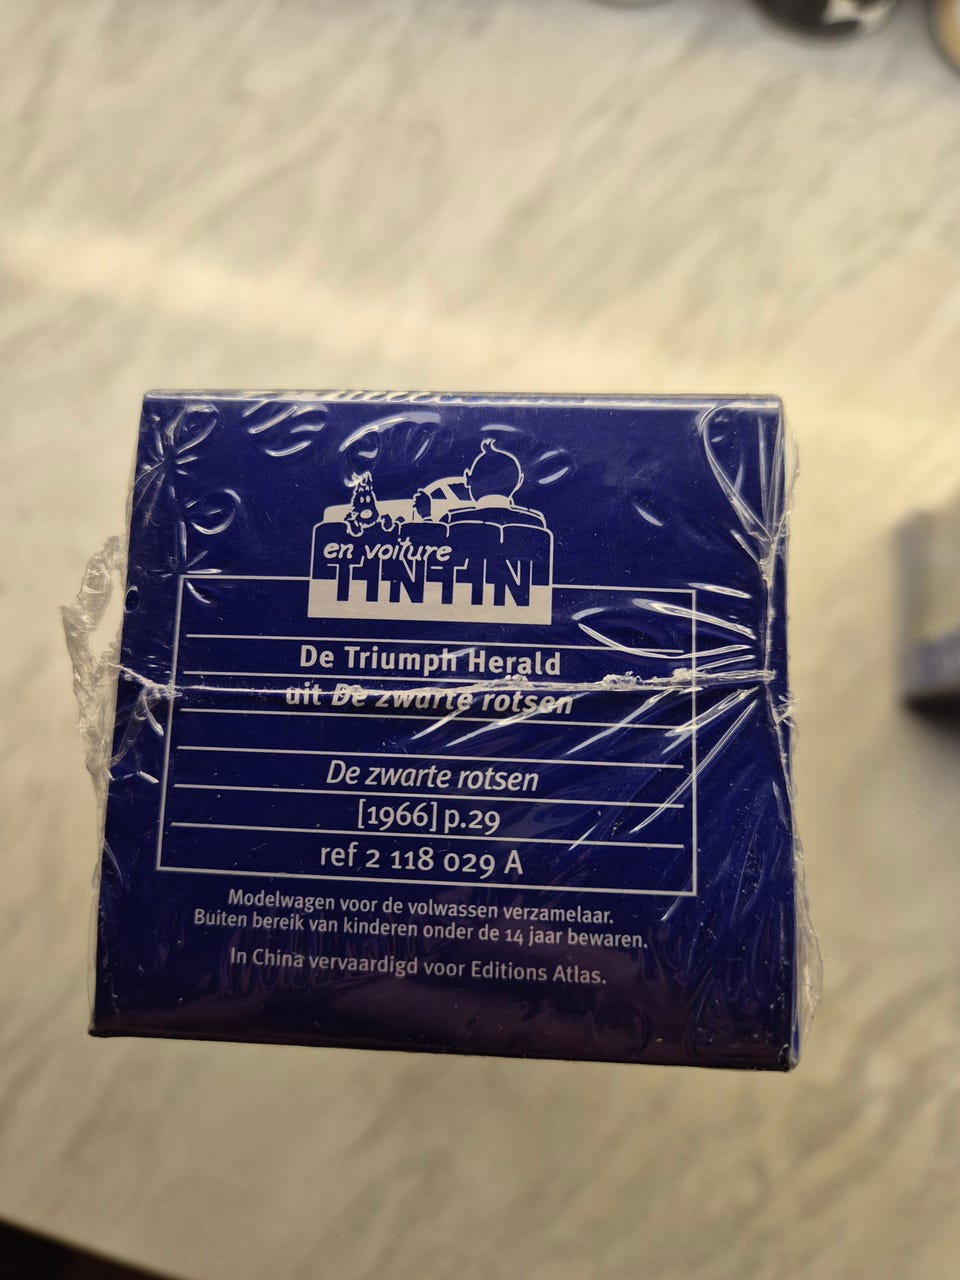 en voiture
TINTIN
De Triumph Herald
uit De zwarte rotsen
De zwarte rotsen
[1966] p.29
ref 2 118 029 A
Modelwagen voor de volwassen verzamelaar.
Buiten bereik van kinderen onder de 14 jaar bewaren.
In China vervaardigd voor Editions Atlas.